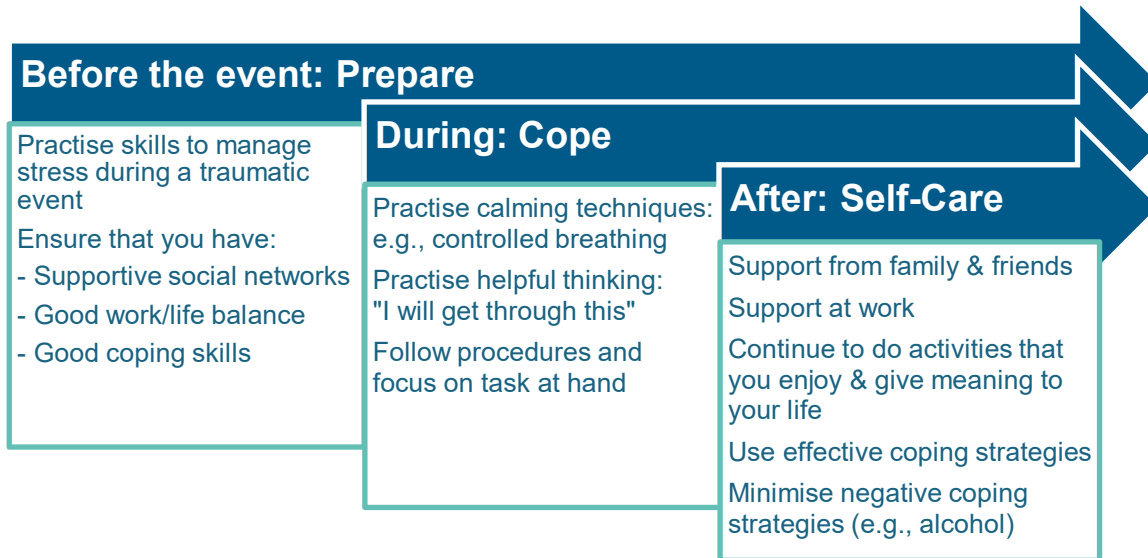 Before the event: Prepare
Practise skills to manage
stress during a traumatic
event
Ensure that you have:
- Supportive social networks
- Good work/life balance
- Good coping skills
During: Cope
Practise calming techniques:
e.g., controlled breathing
Practise helpful thinking:
"I will get through this"
Follow procedures and
focus on task at hand
After: Self-Care
Support from family & friends
Support at work
Continue to do activities that
you enjoy & give meaning to
your life
Use effective coping strategies
Minimise negative coping
strategies (e.g., alcohol)